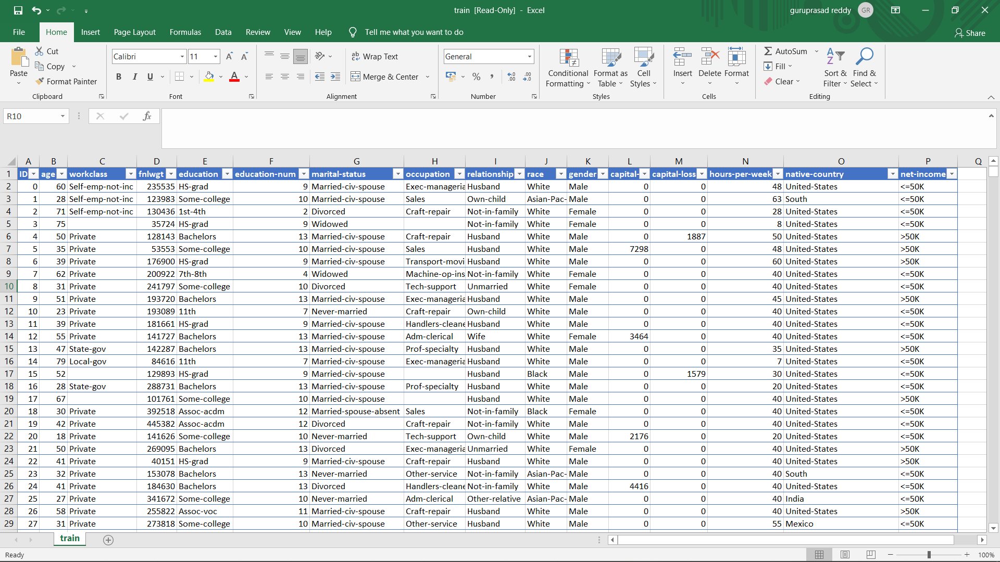 train [Read-Only] - Excel
guruprasad reddy GR
File Home Insert Page Layout Formulas Data Review View Help Tell me what you want to do Share
Paste
Cut
Copy
Format Painter
Clipboard
Calibri 11
B I U A
Font
Wrap Text
Merge & Center
Alignment
General
% ,
Number
Conditional Formatting
Format as Table
Cell Styles
Styles
Insert Delete Format
Cells
AutoSum
Fill
Clear
Sort & Filter
Find & Select
Editing
R10 fx
A B C D E F G H I J K L M N O P Q
1 ID age workclass fnlwgt education education-num marital-status occupation relationship race gender capital- capital-loss hours-per-week native-country net-income
2 0 60 Self-emp-not-inc 235535 HS-grad 9 Married-civ-spouse Exec-manageria Husband White Male 0 0 48 United-States <=50K
3 1 28 Self-emp-not-inc 123983 Some-college 10 Married-civ-spouse Sales Own-child Asian-Pac- Male 0 0 63 South <=50K
4 2 71 Self-emp-not-inc 130436 1st-4th 2 Divorced Craft-repair Not-in-family White Female 0 0 28 United-States <=50K
5 3 75 35724 HS-grad 9 Widowed Not-in-family White Female 0 0 8 United-States <=50K
6 4 50 Private 128143 Bachelors 13 Married-civ-spouse Craft-repair Husband White Male 0 1887 50 United-States >50K
7 5 35 Private 53553 Some-college 10 Married-civ-spouse Sales Husband White Male 7298 0 48 United-States >50K
8 6 39 Private 176900 HS-grad 9 Married-civ-spouse Transport-movi Husband White Male 0 0 60 United-States >50K
9 7 62 Private 200922 7th-8th 4 Widowed Machine-op-ins Not-in-family White Female 0 0 40 United-States <=50K
10 8 31 Private 241797 Some-college 10 Divorced Tech-support Unmarried White Female 0 0 40 United-States <=50K
11 9 51 Private 193720 Bachelors 13 Married-civ-spouse Exec-manageria Husband White Male 0 0 45 United-States >50K
12 10 23 Private 193089 11th 7 Never-married Craft-repair Own-child White Male 0 0 40 United-States <=50K
13 11 39 Private 181661 HS-grad 9 Married-civ-spouse Handlers-cleane Husband White Male 0 0 40 United-States <=50K
14 12 55 Private 141727 Bachelors 13 Married-civ-spouse Adm-clerical Wife White Female 3464 0 40 United-States <=50K
15 13 47 State-gov 142287 Bachelors 13 Married-civ-spouse Prof-specialty Husband White Male 0 0 35 United-States >50K
16 14 79 Local-gov 84616 11th 7 Married-civ-spouse Exec-manageria Husband White Male 0 0 7 United-States <=50K
17 15 52 129893 HS-grad 9 Married-civ-spouse Husband Black Male 0 1579 30 United-States <=50K
18 16 28 State-gov 288731 Bachelors 13 Married-civ-spouse Prof-specialty Husband White Male 0 0 20 United-States <=50K
19 17 67 101761 Some-college 10 Married-civ-spouse Husband White Male 0 0 40 United-States >50K
20 18 30 Private 392518 Assoc-acdm 12 Married-spouse-absent Sales Not-in-family Black Female 0 0 40 United-States <=50K
21 19 42 Private 445382 Assoc-acdm 12 Divorced Craft-repair Not-in-family White Male 0 0 40 United-States <=50K
22 20 18 Private 141626 Some-college 10 Never-married Tech-support Own-child White Male 2176 0 20 United-States <=50K
23 21 50 Private 269095 Bachelors 13 Divorced Exec-manageria Unmarried White Female 0 0 40 United-States >50K
24 22 41 Private 40151 HS-grad 9 Married-civ-spouse Craft-repair Husband White Male 0 0 40 United-States >50K
25 23 32 Private 153078 Bachelors 13 Never-married Other-service Not-in-family Asian-Pac- Male 0 0 40 South <=50K
26 24 41 Private 184630 Bachelors 13 Divorced Handlers-cleane Not-in-family White Male 4416 0 40 United-States <=50K
27 25 27 Private 341672 Some-college 10 Never-married Adm-clerical Other-relative Asian-Pac- Male 0 0 40 India <=50K
28 26 58 Private 255822 Assoc-voc 11 Married-civ-spouse Craft-repair Husband White Male 0 0 40 United-States >50K
29 27 31 Private 273818 Some-college 10 Married-civ-spouse Other-service Husband White Male 0 0 55 Mexico <=50K
train
Ready 100%